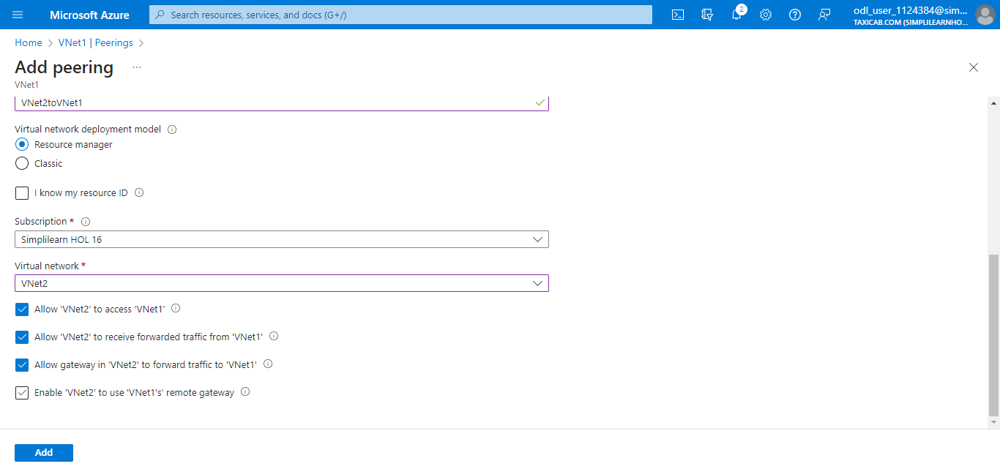 Microsoft Azure
Search resources, services, and docs (G+/)
2
odl_user_1124384@sim...
TAXICAB.COM (SIMPLILEARNHO...
Home > VNet1 | Peerings >
Add peering ...
VNet1
VNet2toVNet1
Virtual network deployment model
Resource manager
Classic
I know my resource ID
Subscription *
Simplilearn HOL 16
Virtual network *
VNet2
Allow 'VNet2' to access 'VNet1'
Allow 'VNet2' to receive forwarded traffic from 'VNet1'
Allow gateway in 'VNet2' to forward traffic to 'VNet1'
Enable 'VNet2' to use 'VNet1's' remote gateway
Add